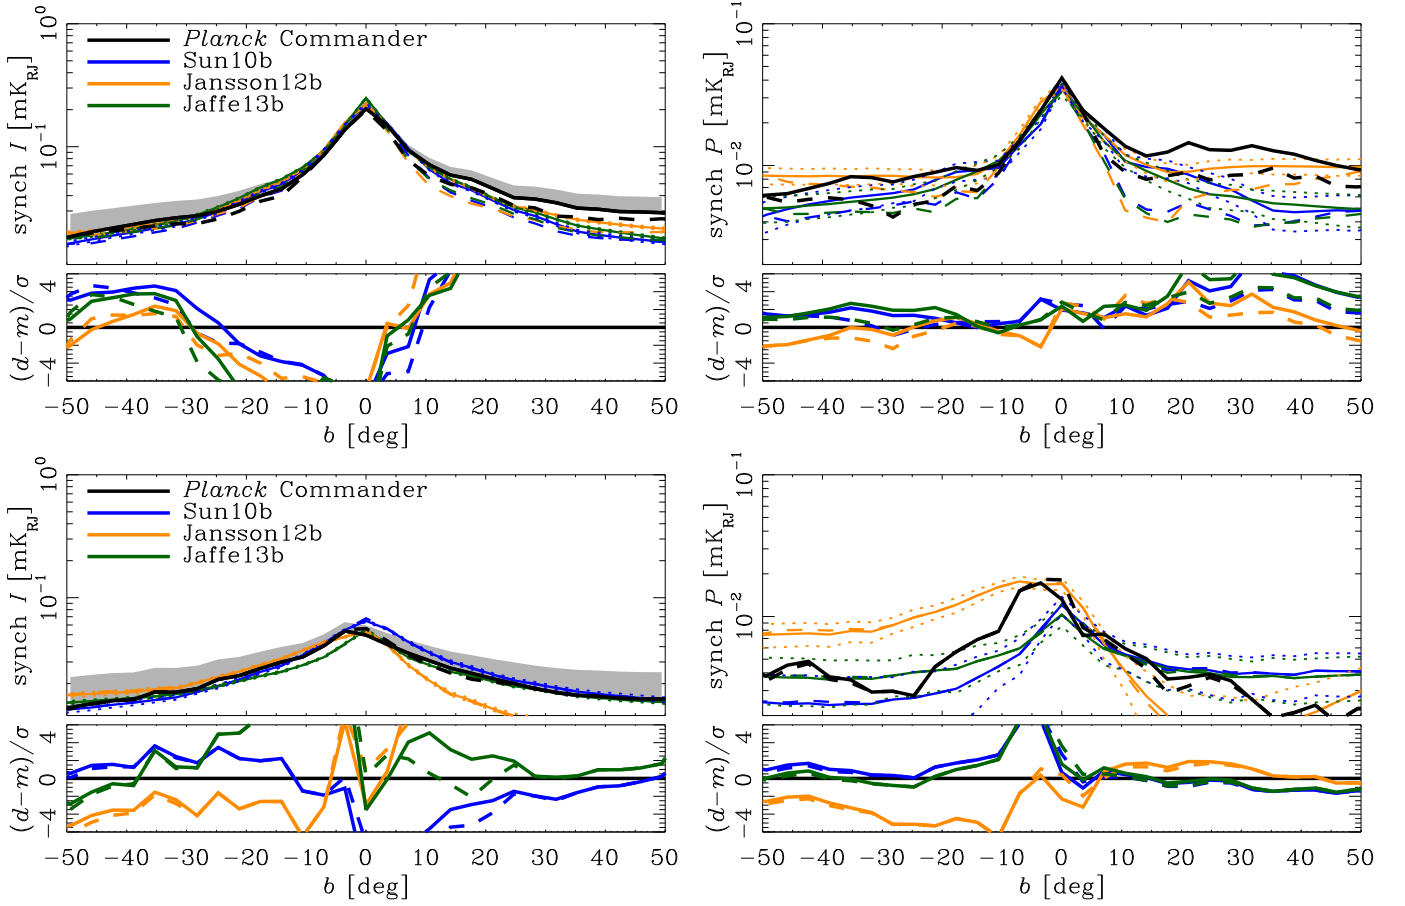 synch I [mK_RJ]
10^0
10^-1
Planck Commander
Sun10b
Jansson12b
Jaffe13b
(d-m)/σ
4
0
-4
-50 -40 -30 -20 -10 0 10 20 30 40 50
b [deg]
synch P [mK_RJ]
10^-1
10^-2
(d-m)/σ
4
0
-4
-50 -40 -30 -20 -10 0 10 20 30 40 50
b [deg]
synch I [mK_RJ]
10^0
10^-1
Planck Commander
Sun10b
Jansson12b
Jaffe13b
(d-m)/σ
4
0
-4
-50 -40 -30 -20 -10 0 10 20 30 40 50
b [deg]
synch P [mK_RJ]
10^-1
10^-2
(d-m)/σ
4
0
-4
-50 -40 -30 -20 -10 0 10 20 30 40 50
b [deg]